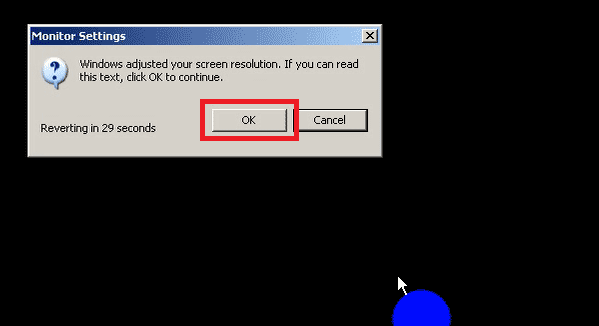 Monitor Settings
Windows adjusted your screen resolution. If you can read
this text, click OK to continue.
Reverting in 29 seconds
OK
Cancel